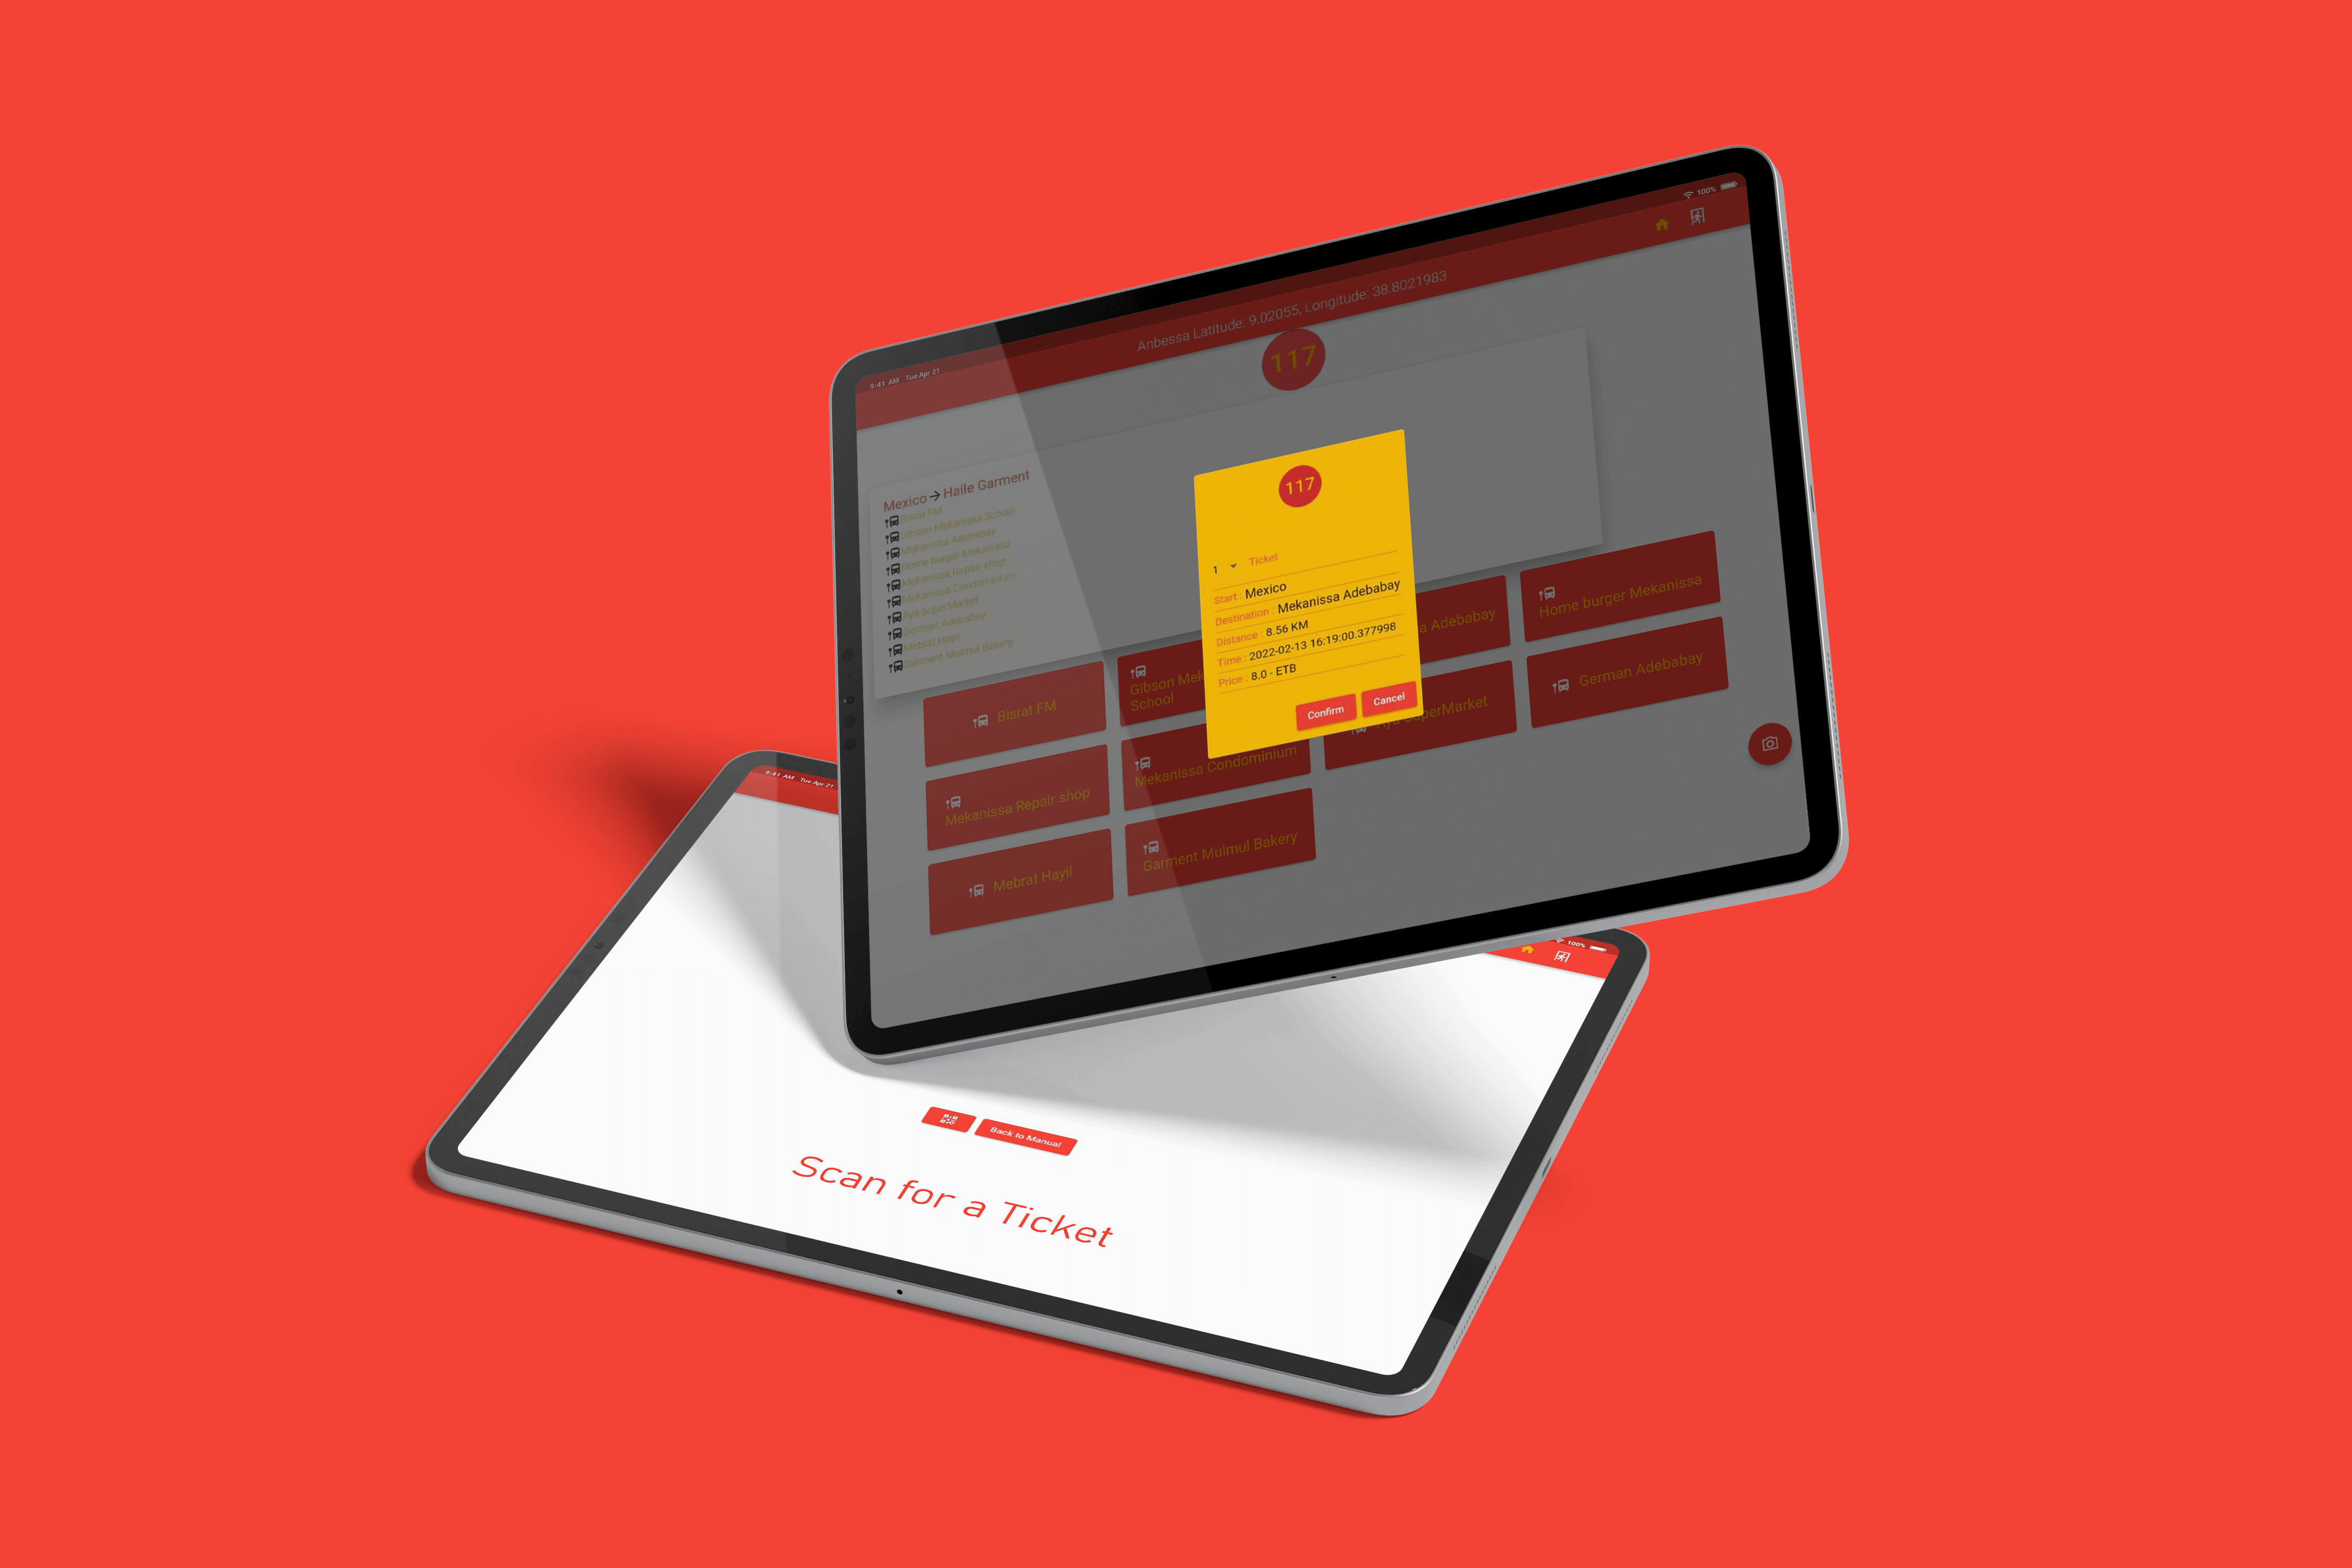 9:41 AM Tue Apr 21
100%
Anbessa Latitude: 9.02055, Longitude: 38.8021983
117
Mexico → Haile Garment
Bisrat FM
Gibson Mekanissa School
Mekanissa Adebabay
Home burger Mekanissa
Mekanissa Repair shop
Mekanissa Condominium
Aya SuperMarket
German Adebabay
Mebrat Hayil
Garment Mulmul Bakery
117
1 Ticket
Start : Mexico
Destination : Mekanissa Adebabay
Distance : 8.56 KM
Time : 2022-02-13 16:19:00.377998
Price : 8.0 - ETB
Confirm
Cancel
Bisrat FM
Gibson Mek
School
a Adebabay
Home burger Mekanissa
Mekanissa Repair shop
Mekanissa Condominium
SuperMarket
German Adebabay
Mebrat Hayil
Garment Mulmul Bakery
9:41 AM Tue Apr 21
100%
Back to Manual
Scan for a Ticket